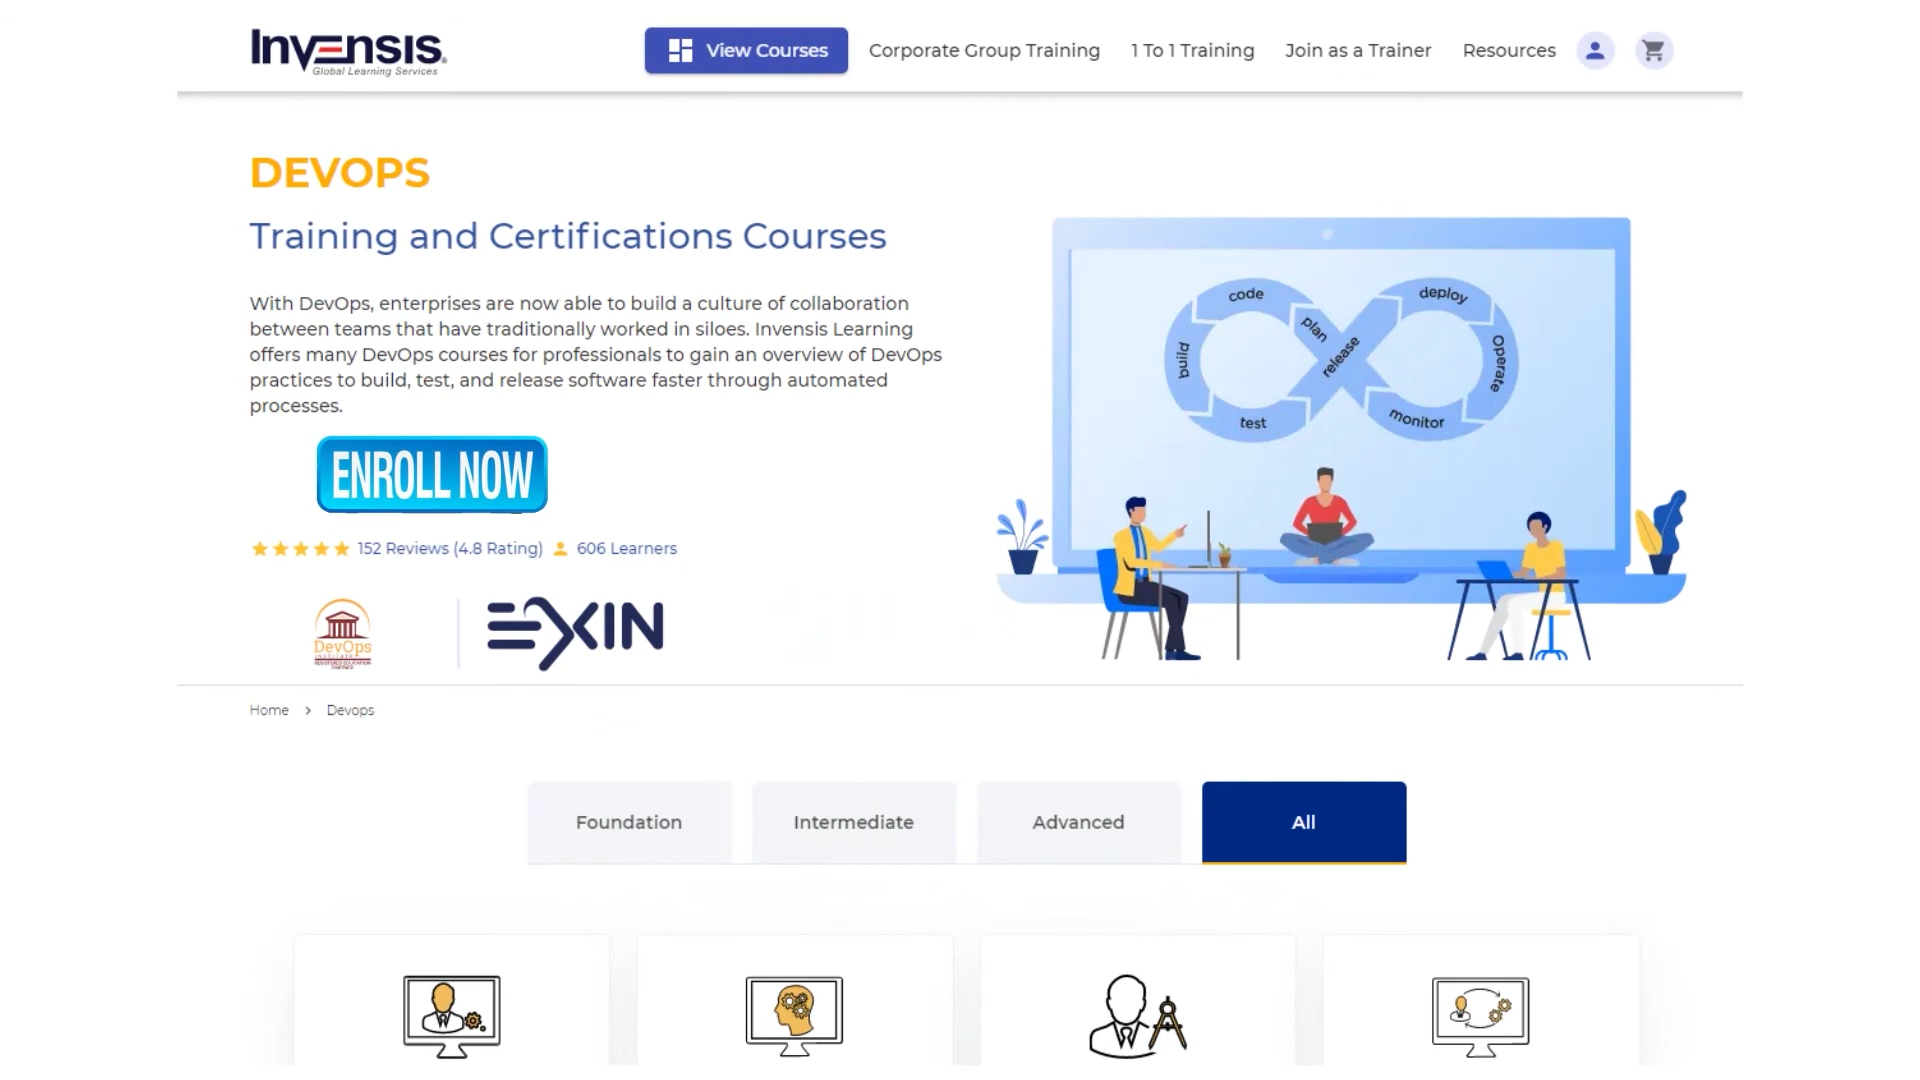 Invensis
Global Learning Services
View Courses
Corporate Group Training
1 To 1 Training
Join as a Trainer
Resources
DEVOPS
Training and Certifications Courses
With DevOps, enterprises are now able to build a culture of collaboration
between teams that have traditionally worked in siloes. Invensis Learning
offers many DevOps courses for professionals to gain an overview of DevOps
practices to build, test, and release software faster through automated
processes.
ENROLL NOW
152 Reviews (4.8 Rating)
606 Learners
DevOps
INSTITUTE
REGISTERED EDUCATION
PARTNER
EXIN
code
plan
build
test
release
deploy
Operate
monitor
Home > Devops
Foundation
Intermediate
Advanced
All